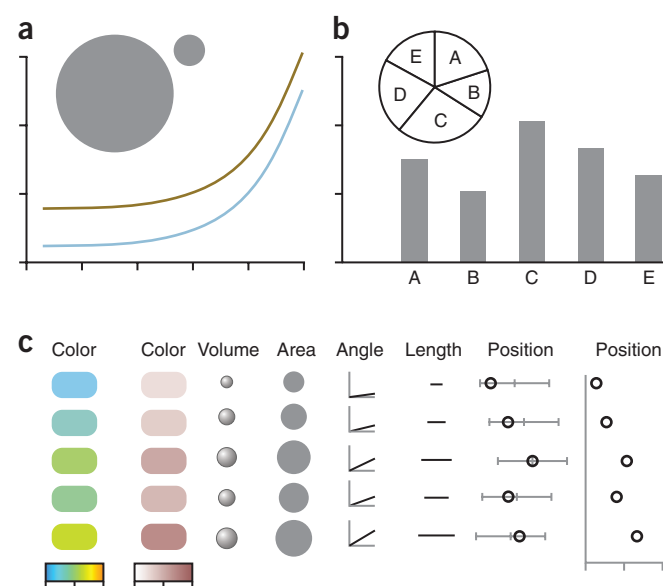 a
b
E A
D B
C
A B C D E
c
Color Color Volume Area Angle Length Position Position